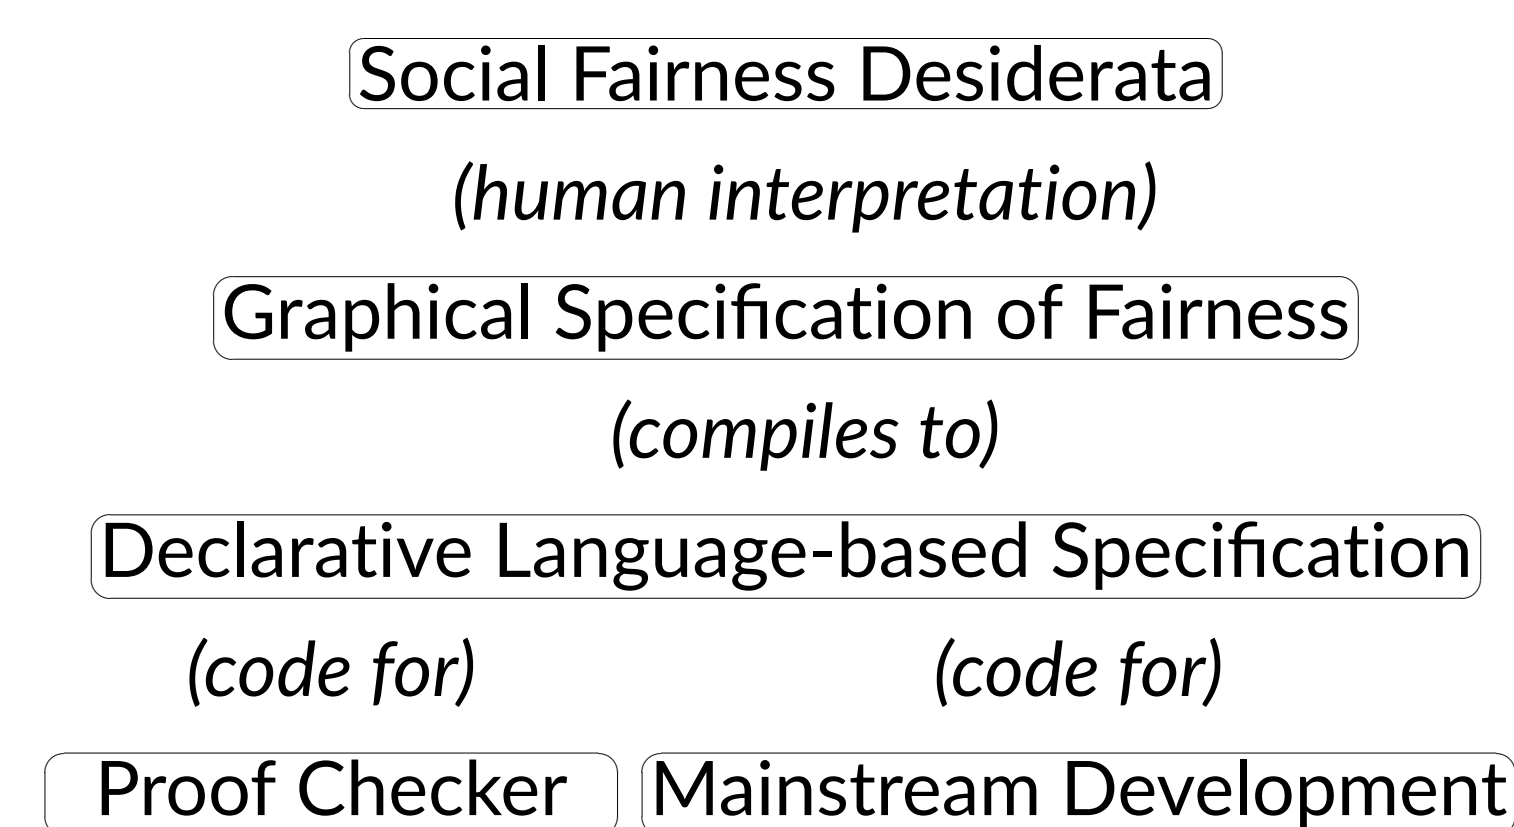 Social Fairness Desiderata
(human interpretation)
Graphical Specification of Fairness
(compiles to)
Declarative Language-based Specification
(code for) (code for)
Proof Checker Mainstream Development